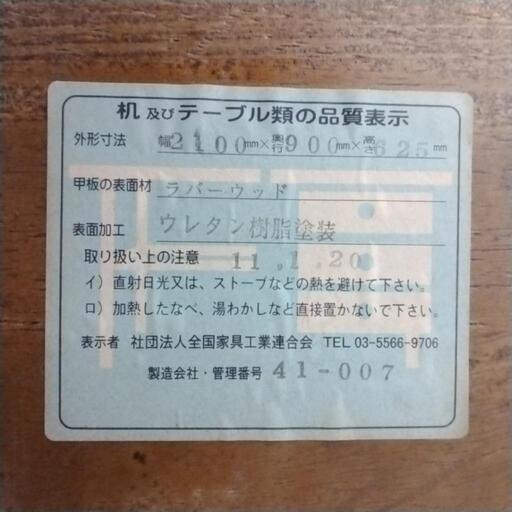 机及びテーブル類の品質表示
外形寸法 幅2100mm×奥行900mm×高さ625mm
甲板の表面材 ラバーウッド
表面加工 ウレタン樹脂塗装
取り扱い上の注意 11.1.20
イ）直射日光又は、ストーブなどの熱を避けて下さい。
ロ）加熱したなべ、湯わかしなど直接置かないで下さい。
表示者 社団法人全国家具工業連合会 TEL 03-5566-9706
製造会社・管理番号 41-007